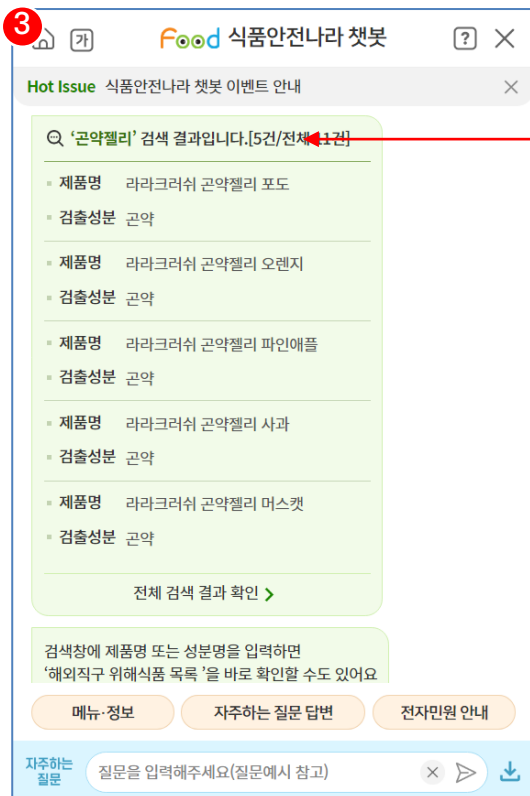 3
가
Food 식품안전나라 챗봇
?
Hot Issue 식품안전나라 챗봇 이벤트 안내
‘곤약젤리’ 검색 결과입니다.[5건/전체 11건]
제품명 라라크러쉬 곤약젤리 포도
검출성분 곤약
제품명 라라크러쉬 곤약젤리 오렌지
검출성분 곤약
제품명 라라크러쉬 곤약젤리 파인애플
검출성분 곤약
제품명 라라크러쉬 곤약젤리 사과
검출성분 곤약
제품명 라라크러쉬 곤약젤리 머스캣
검출성분 곤약
전체 검색 결과 확인
검색창에 제품명 또는 성분명을 입력하면
‘해외직구 위해식품 목록 ’을 바로 확인할 수도 있어요
메뉴·정보 자주하는 질문 답변 전자민원 안내
자주하는
질문
질문을 입력해주세요(질문예시 참고)